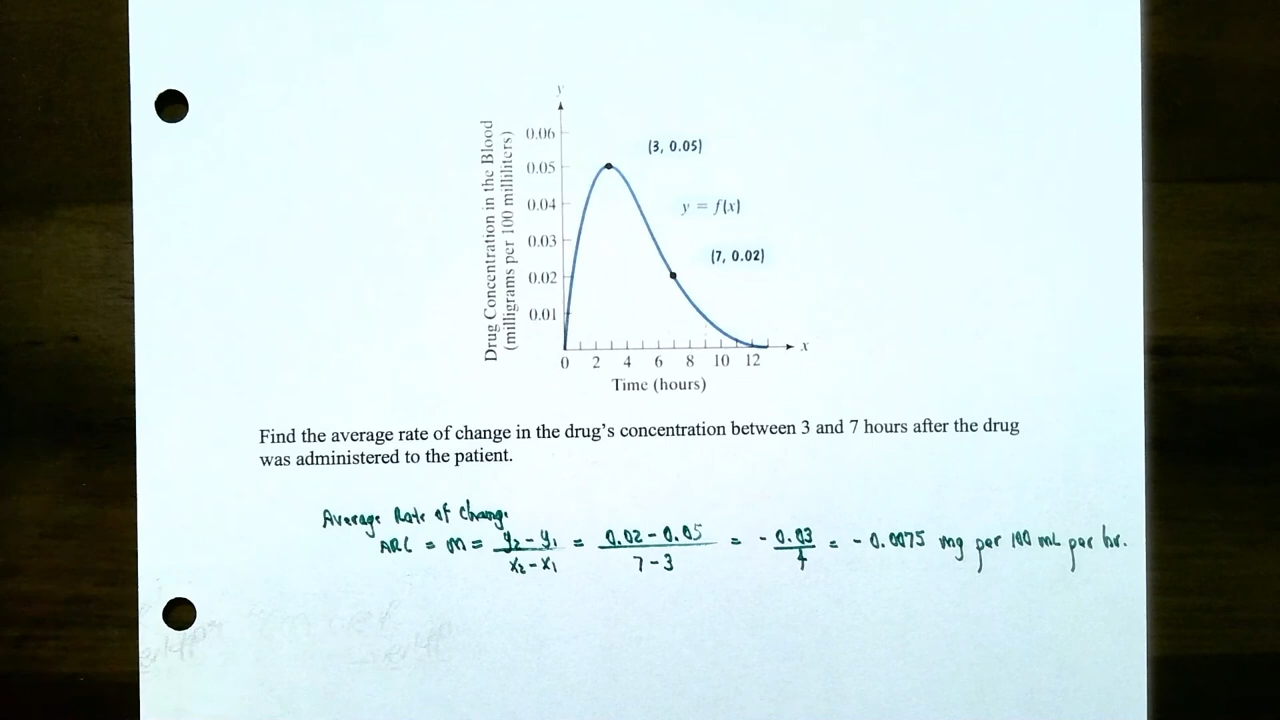 y
Drug Concentration in the Blood
(milligrams per 100 milliliters)
0.06
0.05
0.04
0.03
0.02
0.01
(3, 0.05)
y = f(x)
(7, 0.02)
0 2 4 6 8 10 12
x
Time (hours)
Find the average rate of change in the drug's concentration between 3 and 7 hours after the drug
was administered to the patient.
Average Rate of Change
ARC = m = y₂ - y₁ / x₂ - x₁ = 0.02 - 0.05 / 7 - 3 = - 0.03 / 4 = - 0.0075 mg per 100 mL per hr.